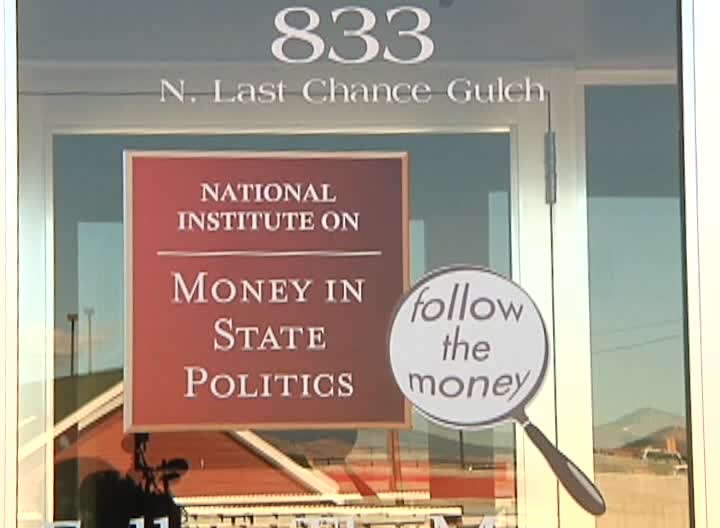 833
N. Last Chance Gulch
NATIONAL
INSTITUTE ON
MONEY IN
STATE
POLITICS
follow
the
money